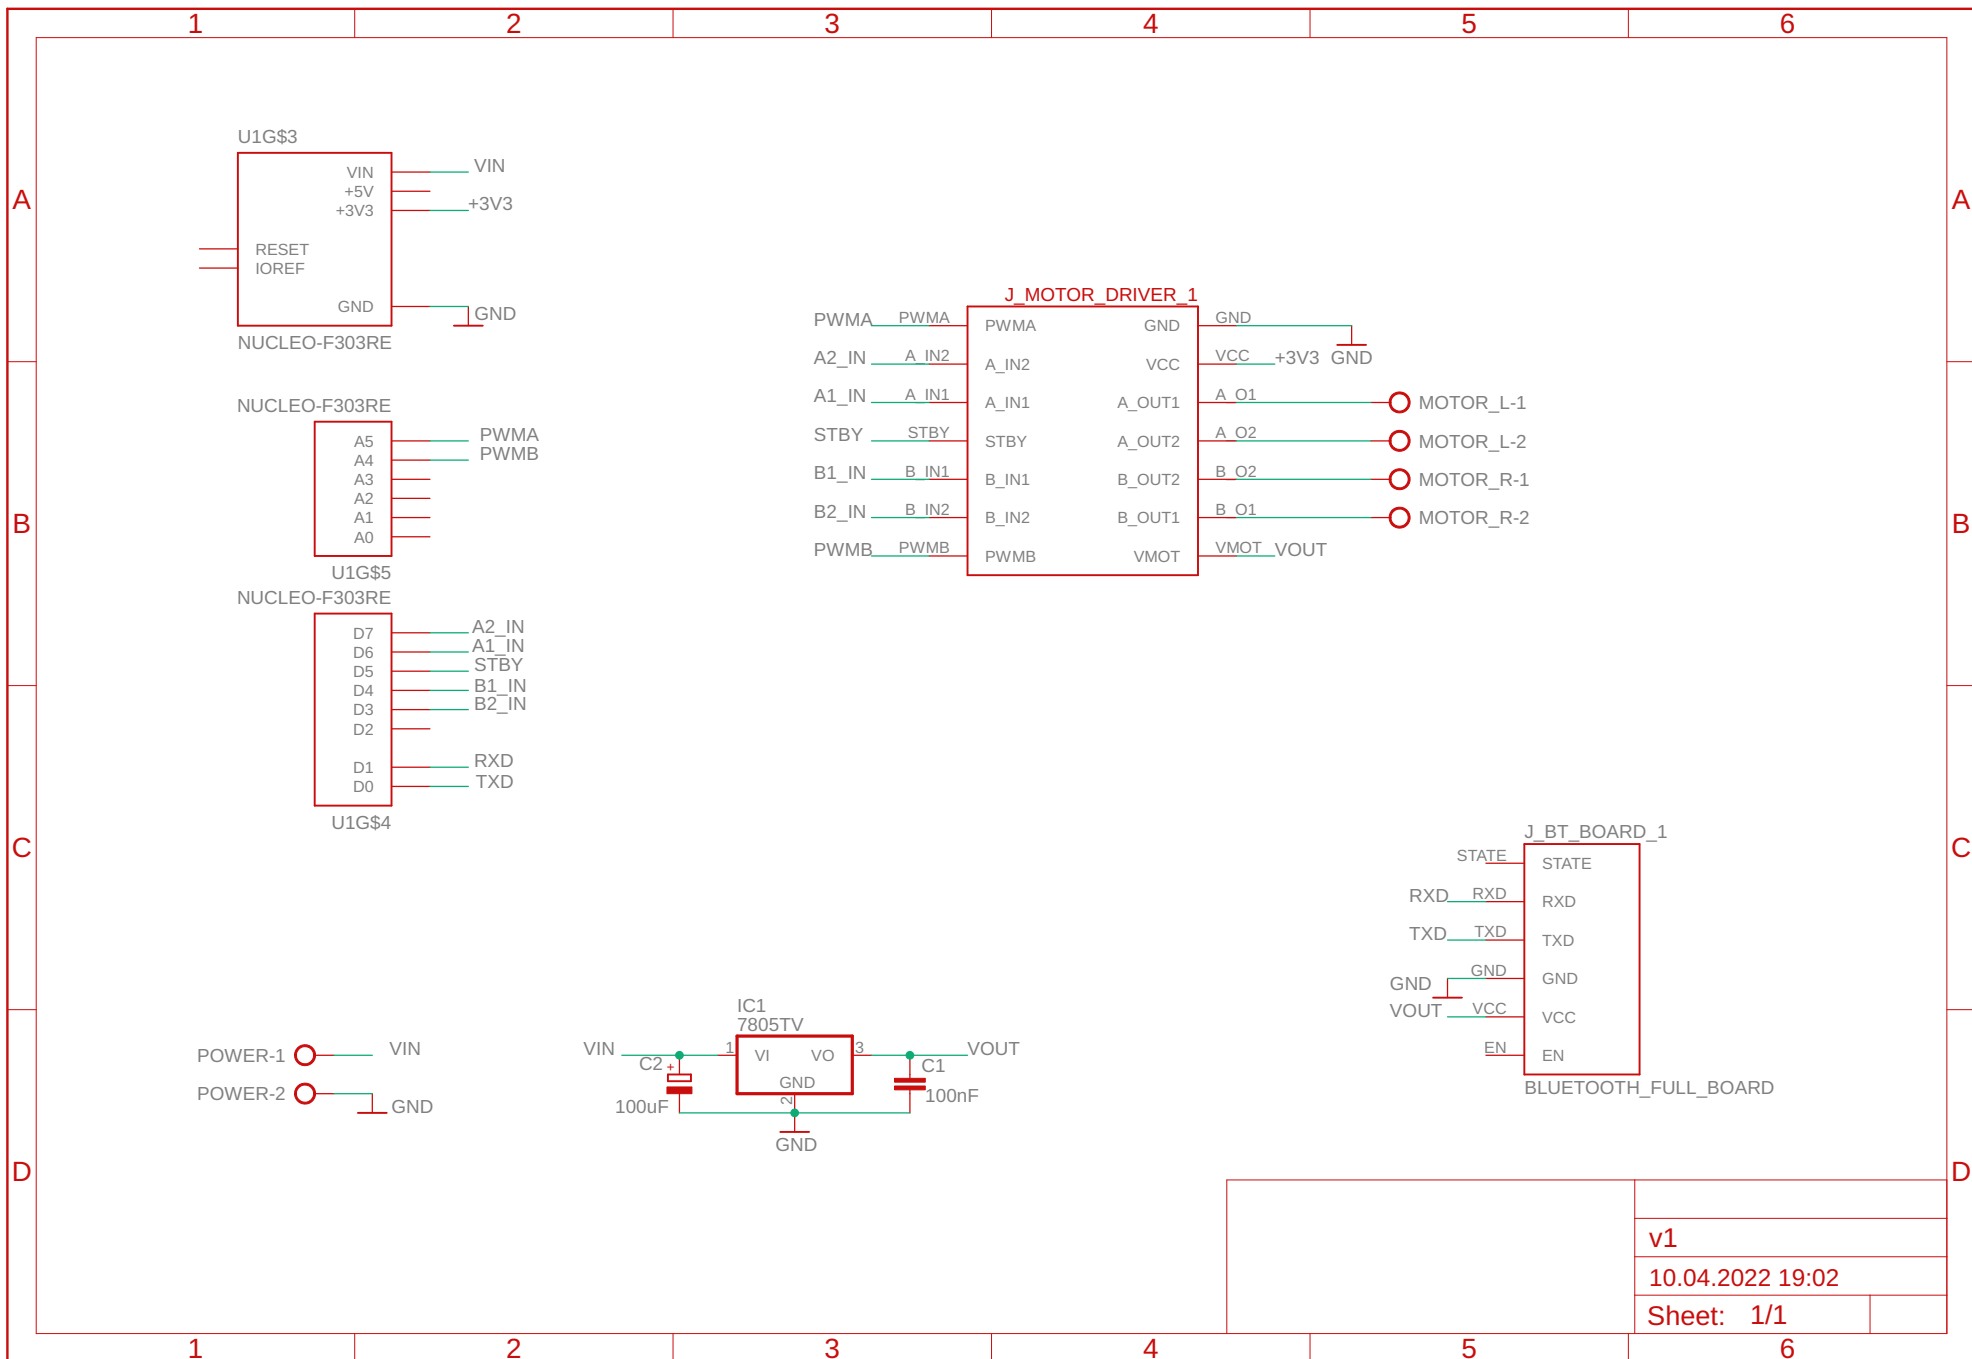 1 2 3 4 5 6
A A
B B
C C
D D
U1G$3
VIN
+5V
+3V3
RESET
IOREF
GND
VIN
+3V3
GND
NUCLEO-F303RE
NUCLEO-F303RE
A5 PWMA
A4 PWMB
A3
A2
A1
A0
U1G$5
NUCLEO-F303RE
D7 A2_IN
D6 A1_IN
D5 STBY
D4 B1_IN
D3 B2_IN
D2
D1 RXD
D0 TXD
U1G$4
J_MOTOR_DRIVER_1
PWMA PWMA PWMA GND GND
GND
A2_IN A_IN2 A_IN2 VCC VCC +3V3
A1_IN A_IN1 A_IN1 A_OUT1 A_O1 MOTOR_L-1
STBY STBY STBY A_OUT2 A_O2 MOTOR_L-2
B1_IN B_IN1 B_IN1 B_OUT2 B_O2 MOTOR_R-1
B2_IN B_IN2 B_IN2 B_OUT1 B_O1 MOTOR_R-2
PWMB PWMB PWMB VMOT VMOT VOUT
J_BT_BOARD_1
STATE STATE
RXD RXD RXD
TXD TXD TXD
GND GND GND
VOUT VCC VCC
EN EN
BLUETOOTH_FULL_BOARD
POWER-1 VIN
POWER-2 GND
IC1
7805TV
VIN 1 VI VO 3 VOUT
C2 + GND C1
100uF 2 100nF
GND
v1
10.04.2022 19:02
Sheet: 1/1
1 2 3 4 5 6